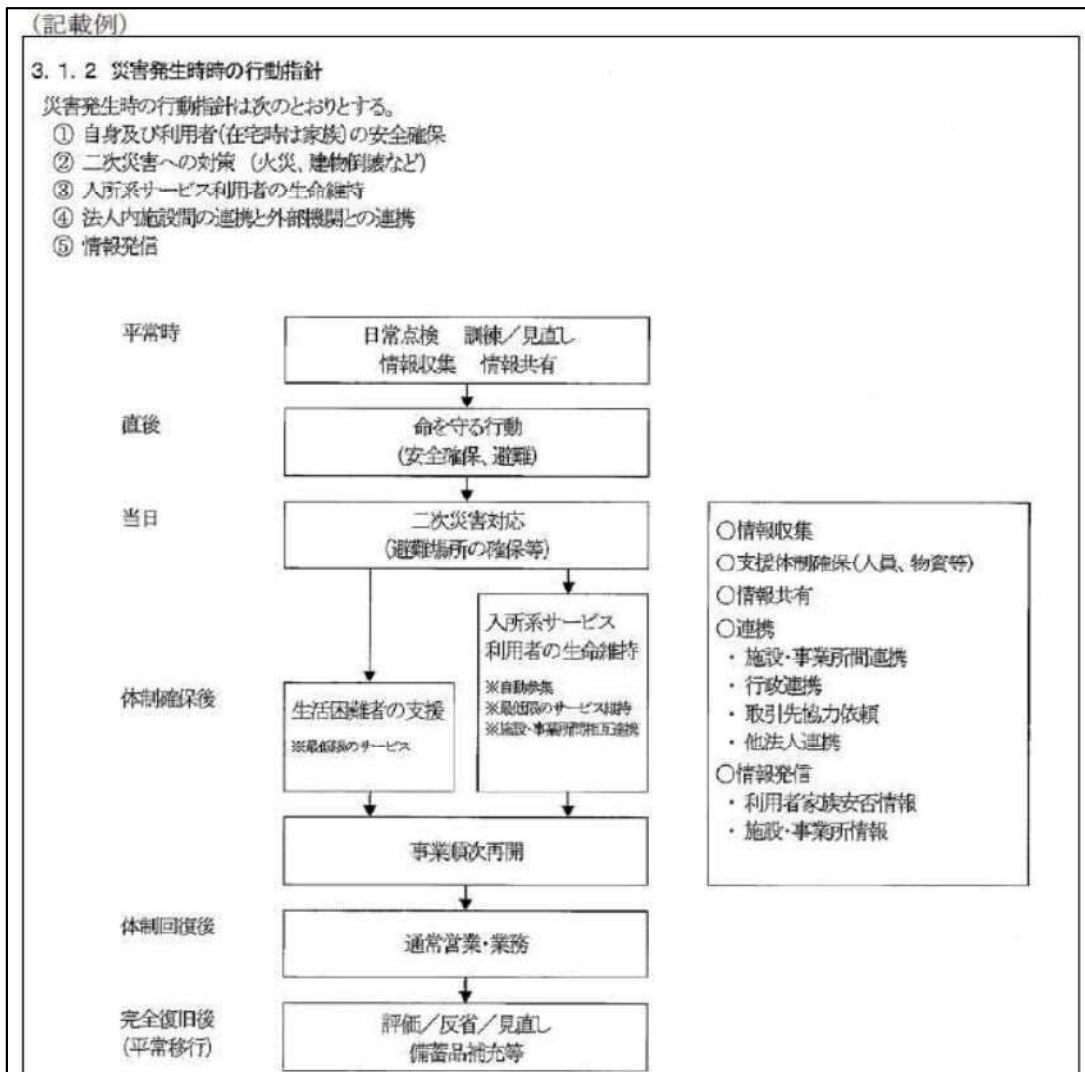 (記載例)
3.1.2 災害発生時時の行動指針
災害発生時の行動指針は次のとおりとする。
① 自身及び利用者(在宅時は家族)の安全確保
② 二次災害への対策 (火災、建物倒壊など)
③ 入所系サービス利用者の生命維持
④ 法人内施設間の連携と外部機関との連携
⑤ 情報発信
平常時
日常点検 訓練/見直し
情報収集 情報共有
直後
命を守る行動
(安全確保、避難)
当日
二次災害対応
(避難場所の確保等)
体制確保後
生活困難者の支援
※最低限のサービス
入所系サービス
利用者の生命維持
※自動参集
※最低限のサービス維持
※施設・事業所間相互連携
事業順次再開
体制回復後
通常営業・業務
完全復旧後
(平常移行)
評価/反省/見直し
備蓄品補充等
○情報収集
○支援体制確保(人員、物資等)
○情報共有
○連携
・ 施設・事業所間連携
・ 行政連携
・ 取引先協力依頼
・ 他法人連携
○情報発信
・ 利用者家族安否情報
・ 施設・事業所情報